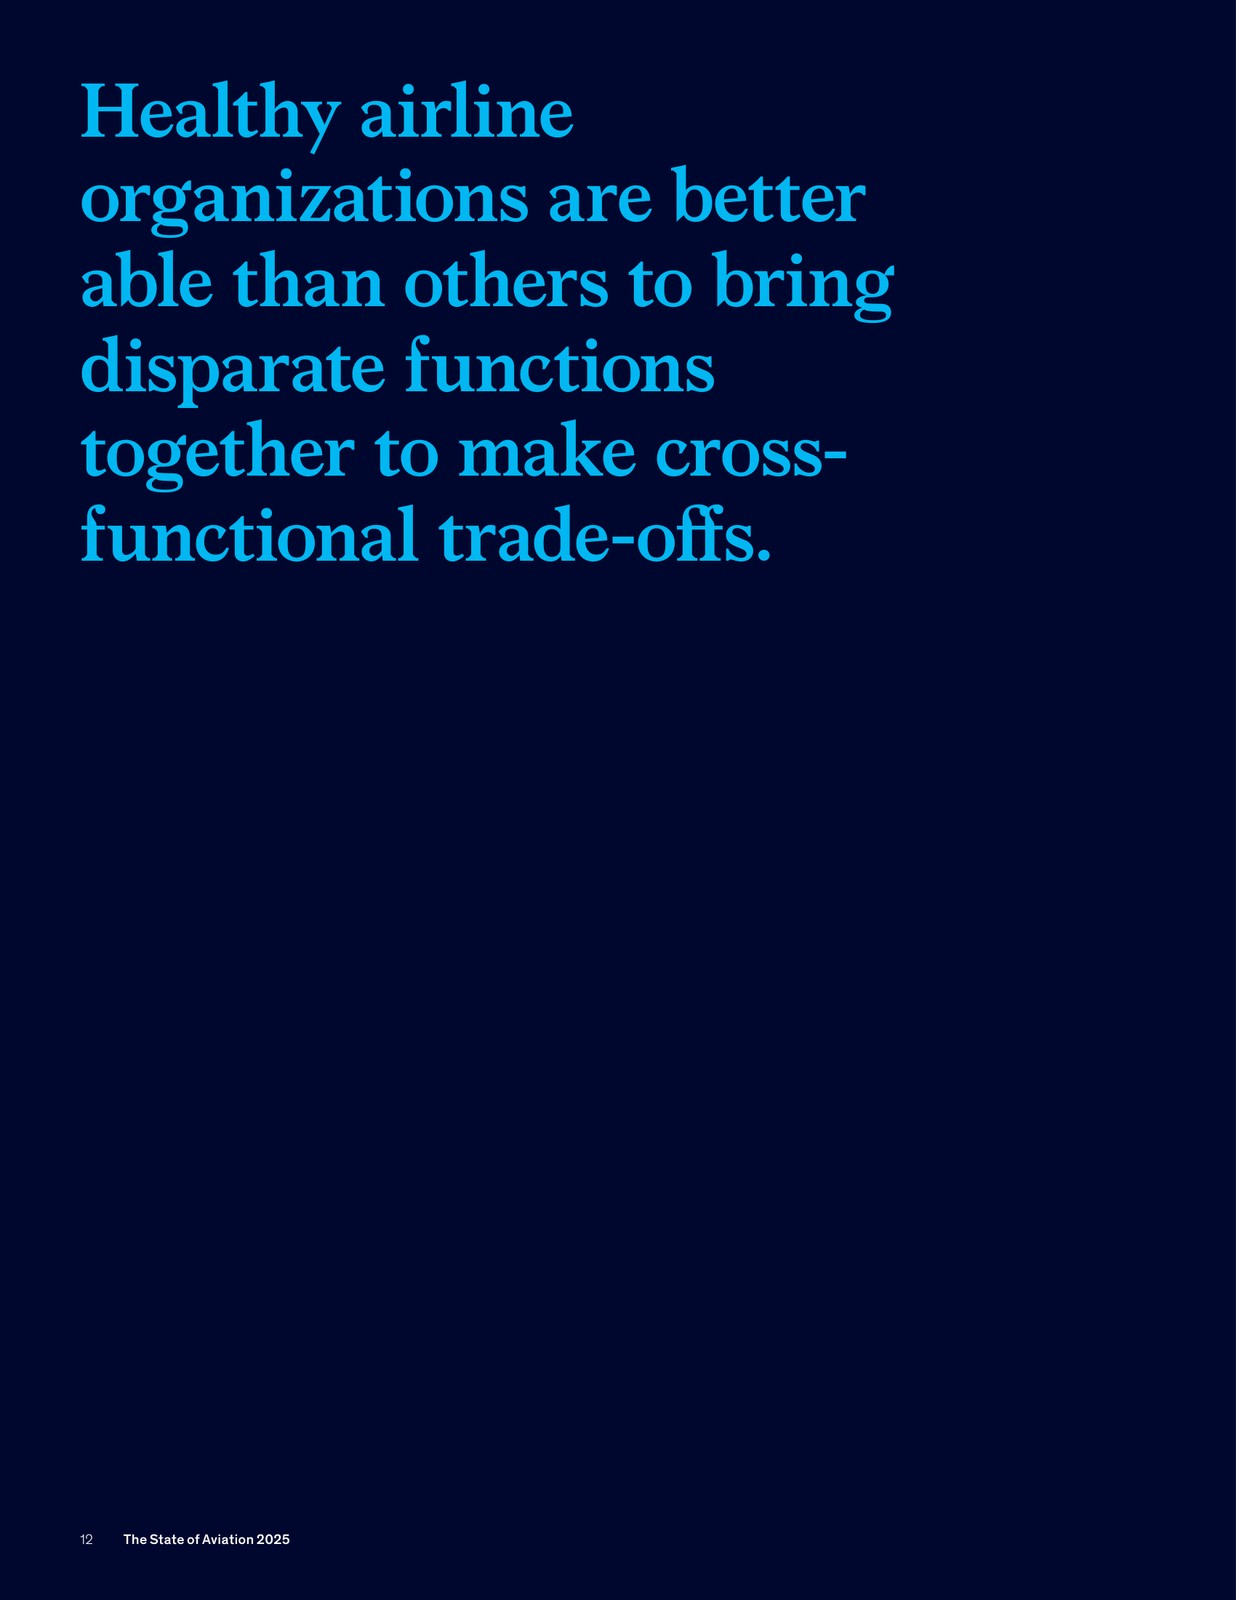 Healthy airline
organizations are better
able than others to bring
disparate functions
together to make cross-
functional trade-offs.
12 The State of Aviation 2025